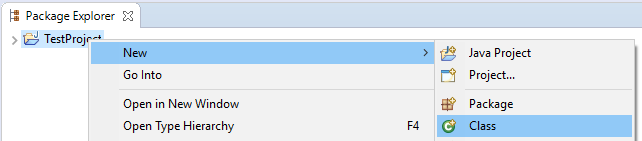 Package Explorer
TestProject
New
Java Project
Go Into
Project...
Open in New Window
Package
Open Type Hierarchy F4
Class